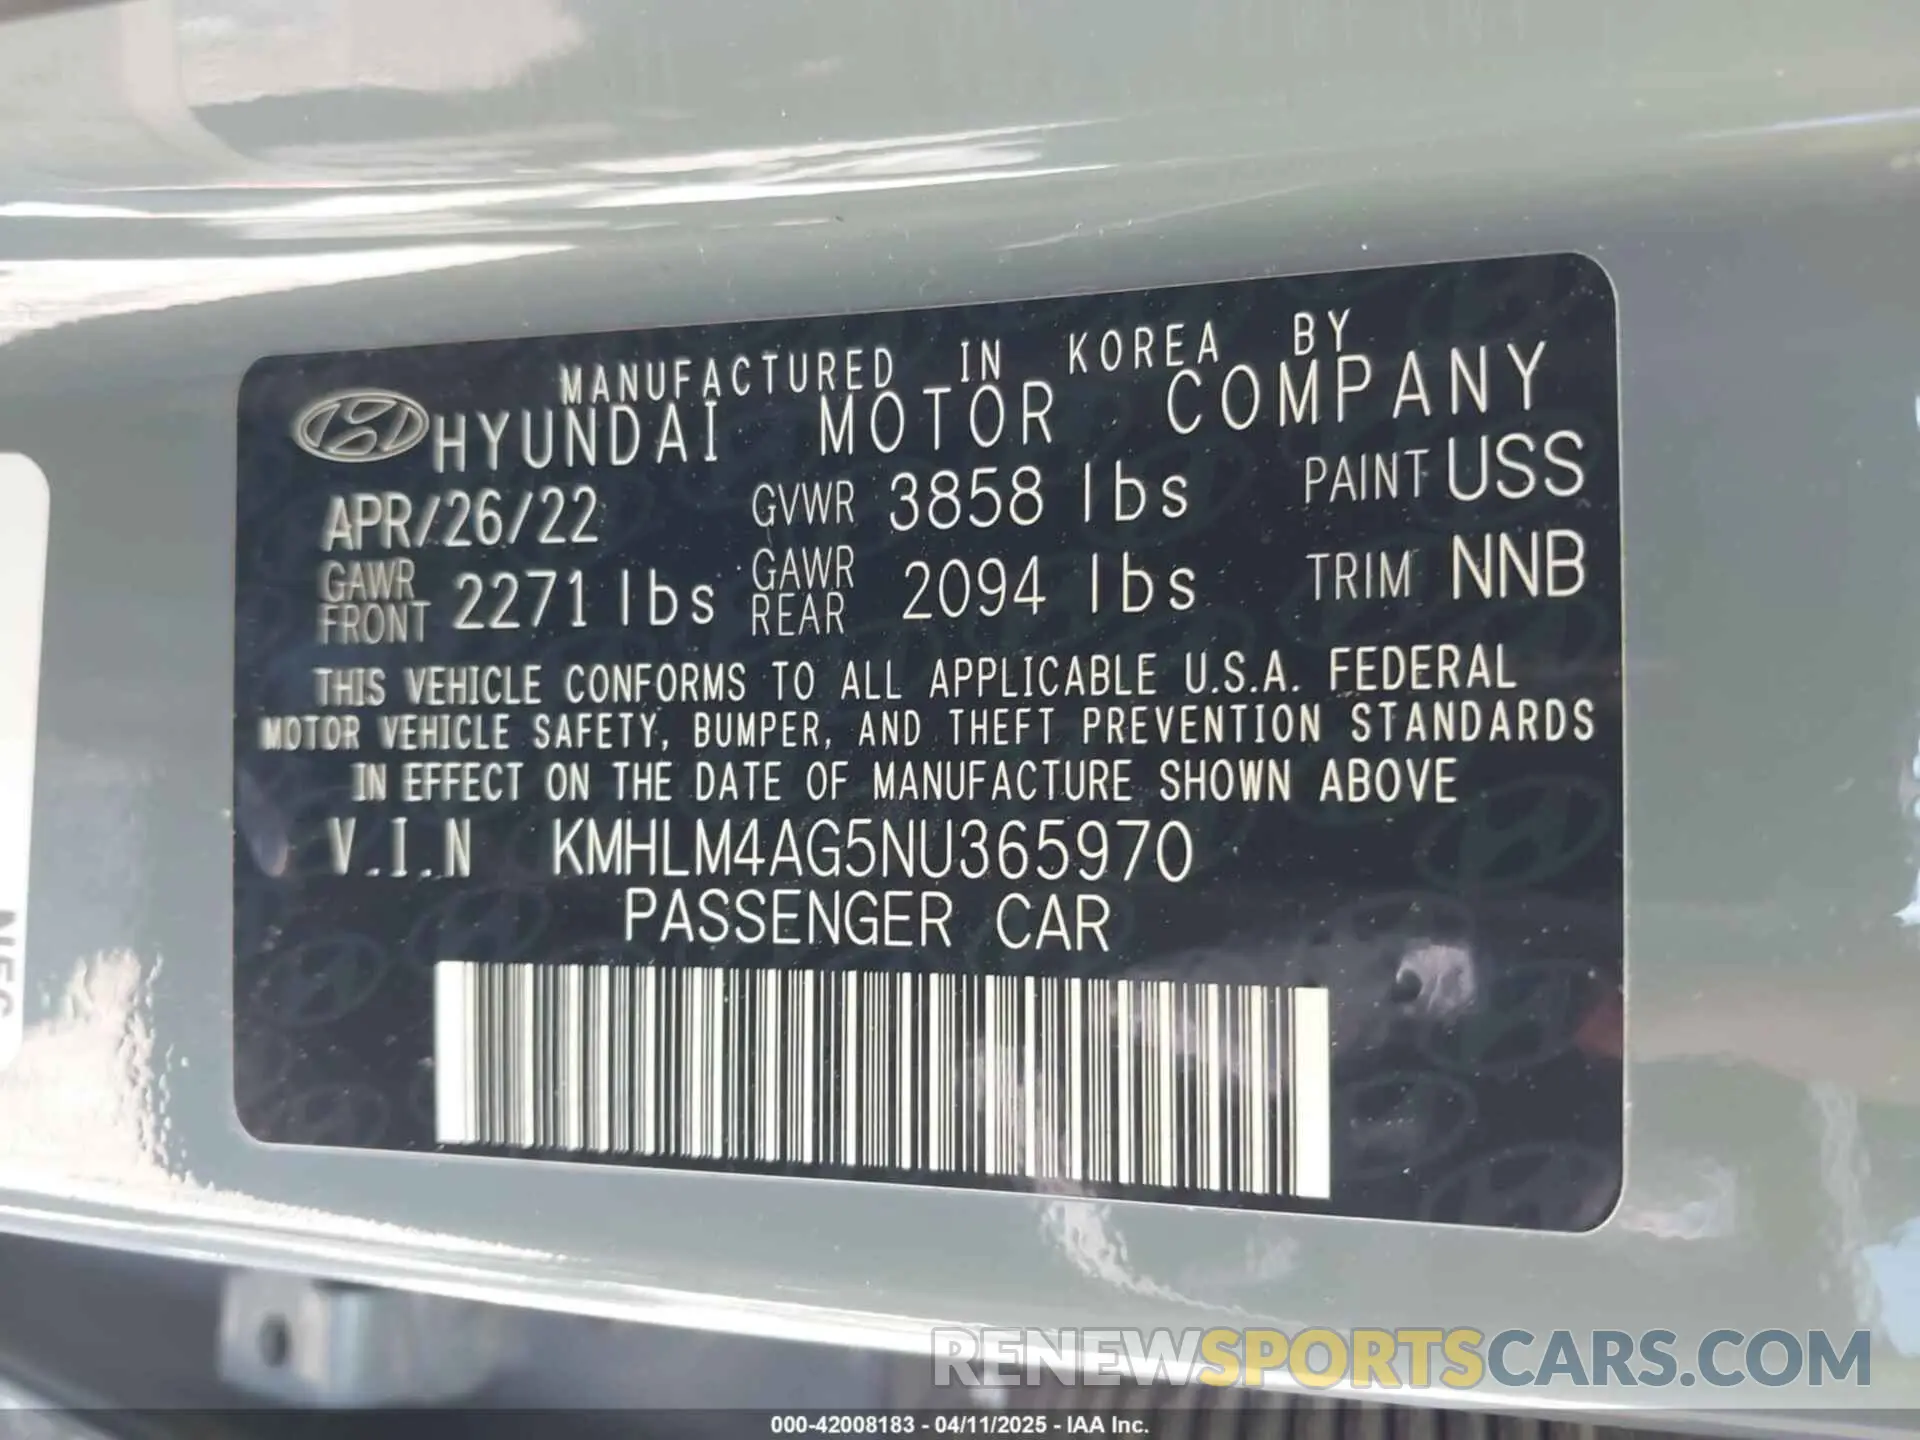 MANUFACTURED IN KOREA BY
HYUNDAI MOTOR COMPANY
APR/26/22 GVWR 3858 lbs PAINT USS
GAWR FRONT 2271 lbs GAWR REAR 2094 lbs TRIM NNB
THIS VEHICLE CONFORMS TO ALL APPLICABLE U.S.A. FEDERAL
MOTOR VEHICLE SAFETY, BUMPER, AND THEFT PREVENTION STANDARDS
IN EFFECT ON THE DATE OF MANUFACTURE SHOWN ABOVE
V.I.N KMHLM4AG5NU365970
PASSENGER CAR
RENEWSPORTSCARS.COM
000-42008183 - 04/11/2025 - IAA Inc.